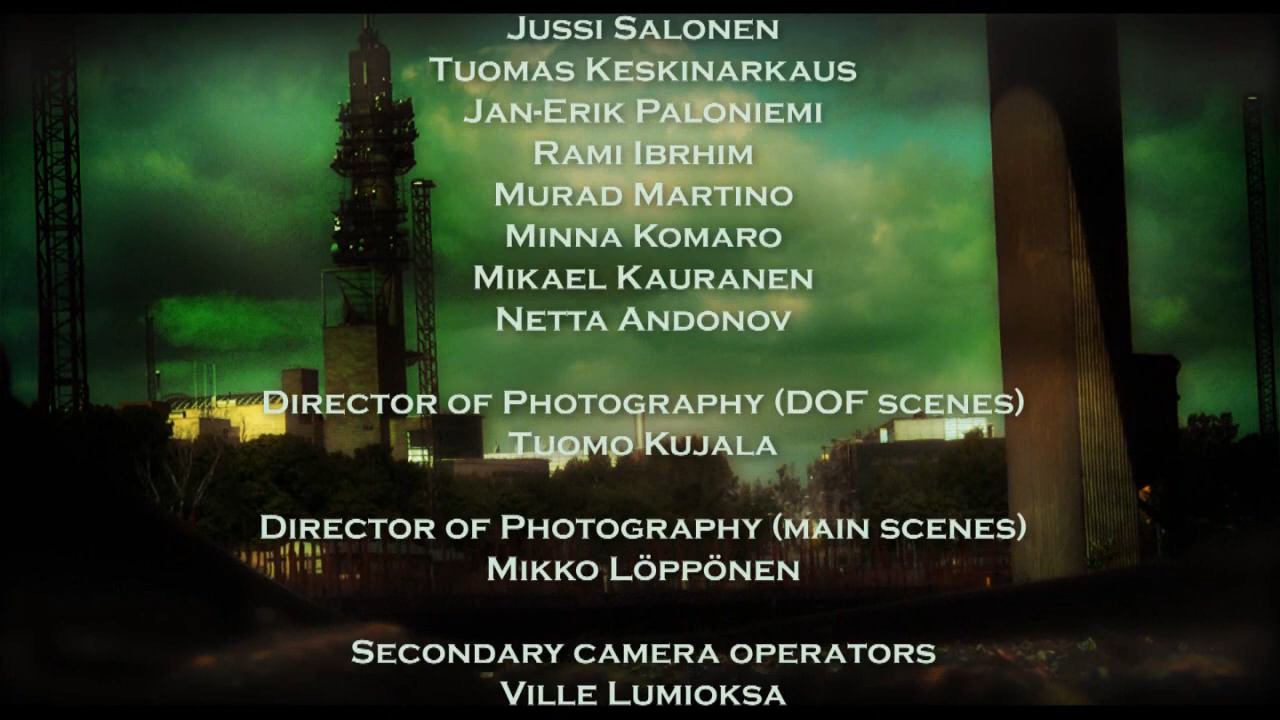 Jussi Salonen
Tuomas Keskinarkaus
Jan-Erik Paloniemi
Rami Ibrhim
Murad Martino
Minna Komaro
Mikael Kauranen
Netta Andonov
Director of Photography (DOF scenes)
Tuomo Kujala
Director of Photography (main scenes)
Mikko Löppönen
Secondary camera operators
Ville Lumioksa